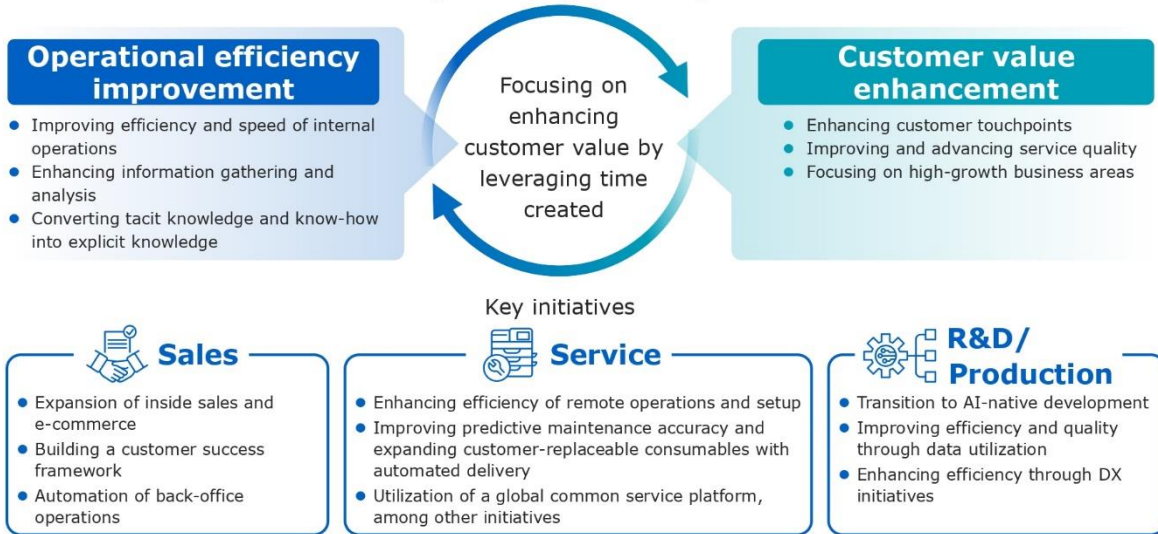 Operational efficiency
improvement
● Improving efficiency and speed of internal
operations
● Enhancing information gathering and
analysis
● Converting tacit knowledge and know-how
into explicit knowledge
Focusing on
enhancing
customer value by
leveraging time
created
Customer value
enhancement
● Enhancing customer touchpoints
● Improving and advancing service quality
● Focusing on high-growth business areas
Key initiatives
Sales
● Expansion of inside sales and
e-commerce
● Building a customer success
framework
● Automation of back-office
operations
Service
● Enhancing efficiency of remote operations and setup
● Improving predictive maintenance accuracy and
expanding customer-replaceable consumables with
automated delivery
● Utilization of a global common service platform,
among other initiatives
R&D/
Production
● Transition to AI-native development
● Improving efficiency and quality
through data utilization
● Enhancing efficiency through DX
initiatives